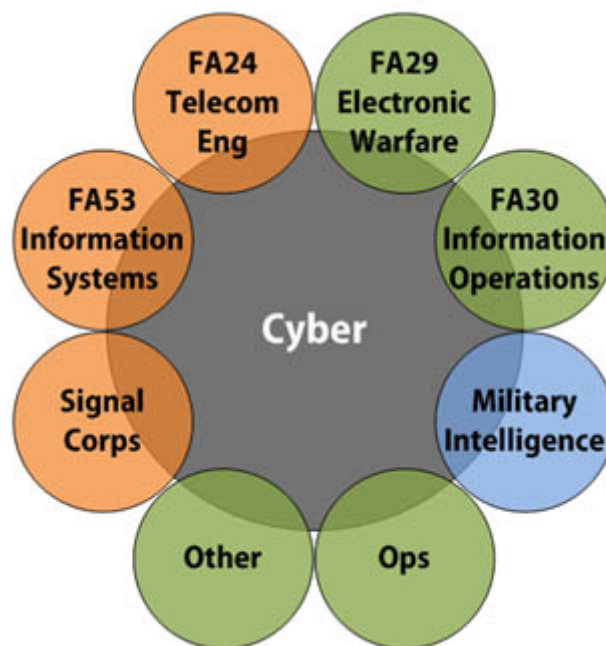 FA24
Telecom
Eng
FA29
Electronic
Warfare
FA53
Information
Systems
FA30
Information
Operations
Cyber
Signal
Corps
Military
Intelligence
Other
Ops